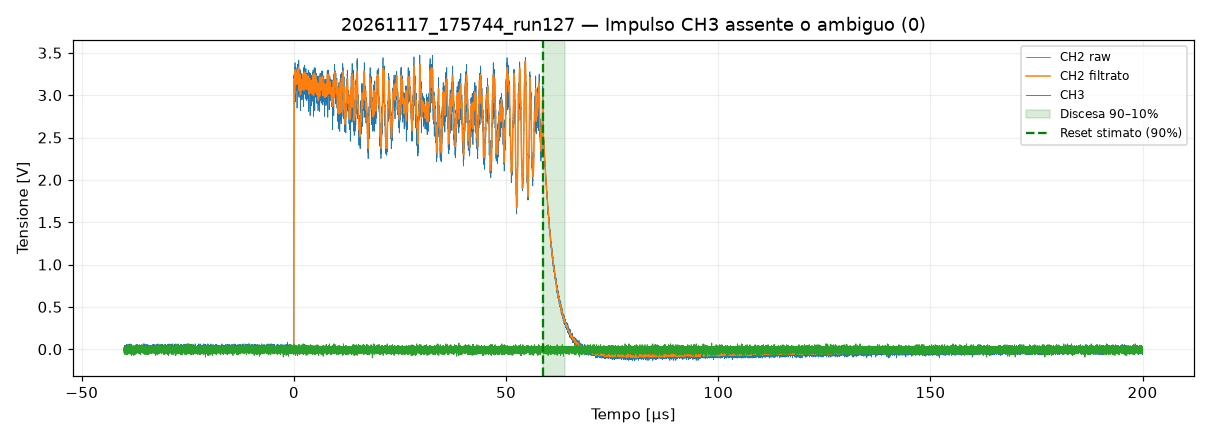 20261117_175744_run127 — Impulso CH3 assente o ambiguo (0)
Tensione [V]
3.5
3.0
2.5
2.0
1.5
1.0
0.5
0.0
CH2 raw
CH2 filtrato
CH3
Discesa 90–10%
Reset stimato (90%)
−50
0
50
100
150
200
Tempo [µs]